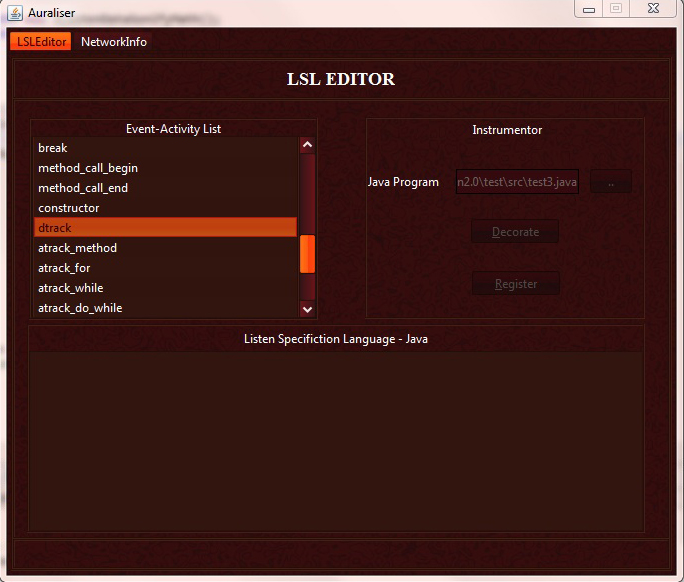 Auraliser
LSLEditor NetworkInfo
LSL EDITOR
Event-Activity List
break
method_call_begin
method_call_end
constructor
dtrack
atrack_method
atrack_for
atrack_while
atrack_do_while
Instrumentor
Java Program n2.0\test\src\test3.java ..
Decorate
Register
Listen Specifiction Language - Java